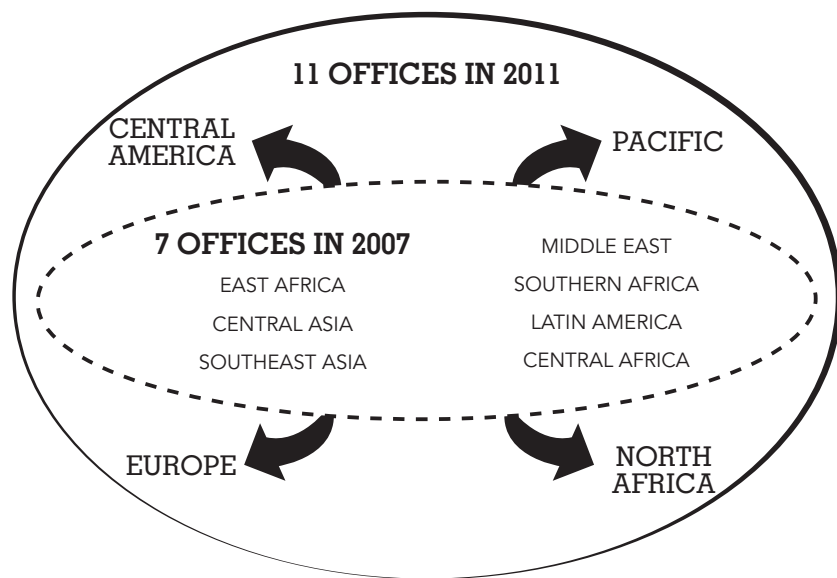 11 OFFICES IN 2011
CENTRAL
AMERICA
PACIFIC
7 OFFICES IN 2007
EAST AFRICA
CENTRAL ASIA
SOUTHEAST ASIA
MIDDLE EAST
SOUTHERN AFRICA
LATIN AMERICA
CENTRAL AFRICA
EUROPE
NORTH
AFRICA